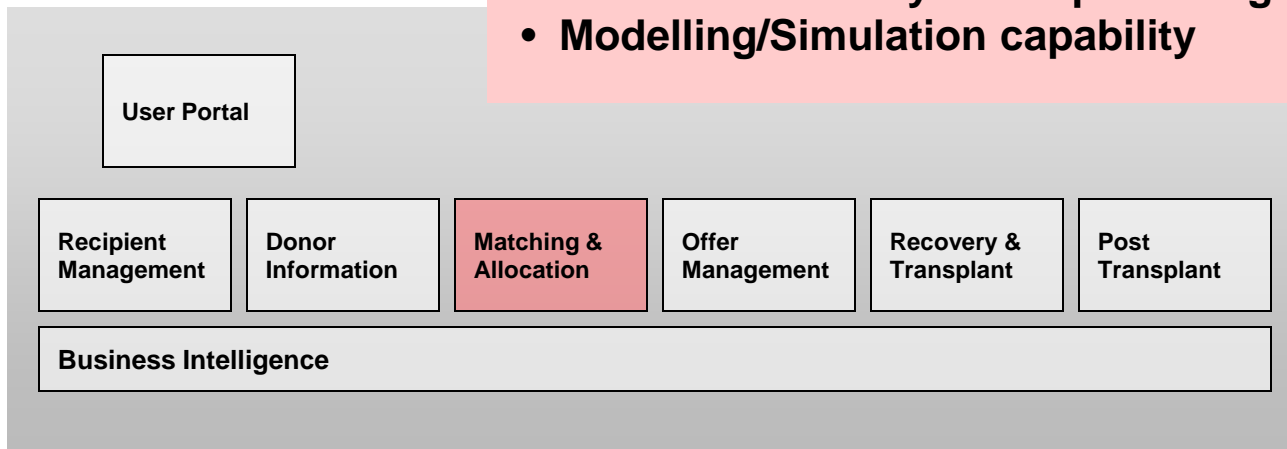 • Modelling/Simulation capability
User Portal
Recipient
Management
Donor
Information
Matching &
Allocation
Offer
Management
Recovery &
Transplant
Post
Transplant
Business Intelligence